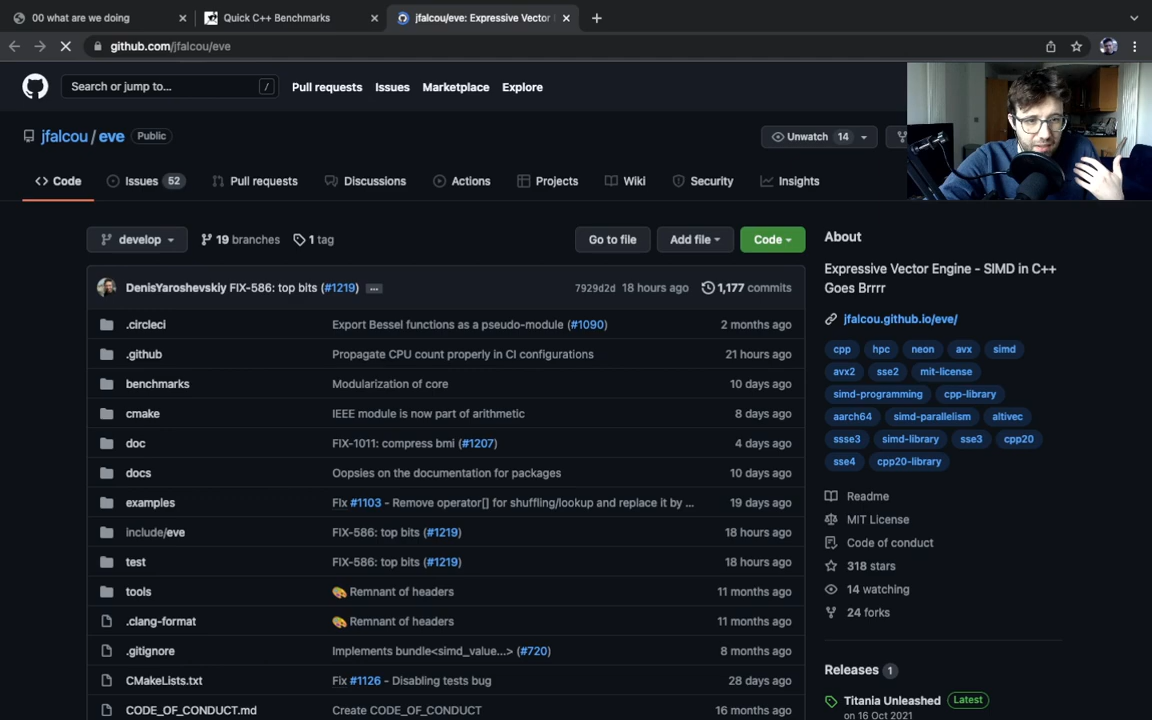 00 what are we doing
Quick C++ Benchmarks
jfalcou/eve: Expressive Vector
github.com/jfalcou/eve
Search or jump to...
/
Pull requests
Issues
Marketplace
Explore
jfalcou / eve
Public
Unwatch 14
Code
Issues 52
Pull requests
Discussions
Actions
Projects
Wiki
Security
Insights
develop
19 branches
1 tag
Go to file
Add file
Code
DenisYaroshevskiy FIX-586: top bits (#1219) ...
7929d2d 18 hours ago
1,177 commits
.circleci Export Bessel functions as a pseudo-module (#1090) 2 months ago
.github Propagate CPU count properly in CI configurations 21 hours ago
benchmarks Modularization of core 10 days ago
cmake IEEE module is now part of arithmetic 8 days ago
doc FIX-1011: compress bmi (#1207) 4 days ago
docs Oopsies on the documentation for packages 10 days ago
examples Fix #1103 - Remove operator[] for shuffling/lookup and replace it by ... 19 days ago
include/eve FIX-586: top bits (#1219) 18 hours ago
test FIX-586: top bits (#1219) 18 hours ago
tools 🎨 Remnant of headers 11 months ago
.clang-format 🎨 Remnant of headers 11 months ago
.gitignore Implements bundle<simd_value...> (#720) 8 months ago
CMakeLists.txt Fix #1126 - Disabling tests bug 28 days ago
CODE_OF_CONDUCT.md Create CODE_OF_CONDUCT 16 months ago
About
Expressive Vector Engine - SIMD in C++
Goes Brrrr
jfalcou.github.io/eve/
cpp hpc neon avx simd
avx2 sse2 mit-license
simd-programming cpp-library
aarch64 simd-parallelism altivec
ssse3 simd-library sse3 cpp20
sse4 cpp20-library
Readme
MIT License
Code of conduct
318 stars
14 watching
24 forks
Releases 1
Titania Unleashed Latest
on 16 Oct 2021